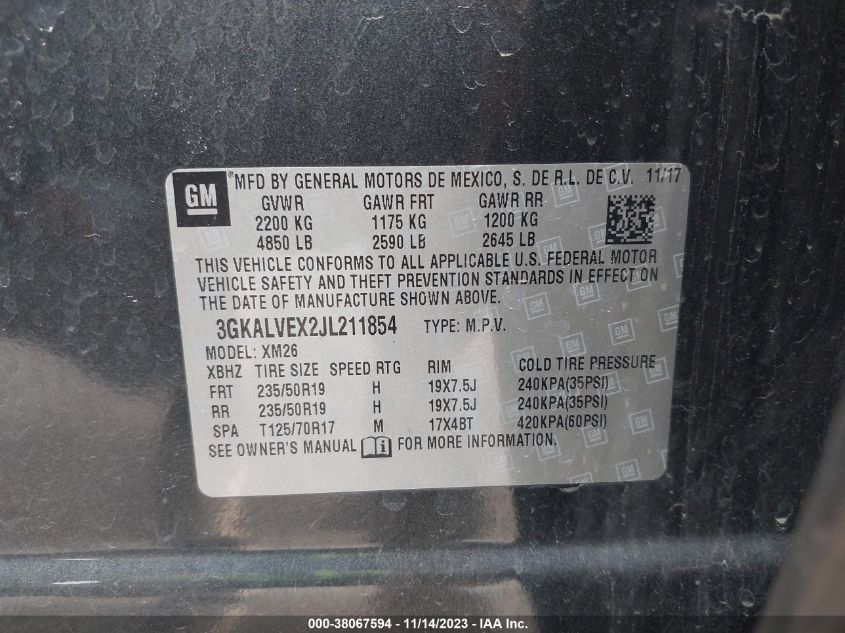 GM ® MFD BY GENERAL MOTORS DE MEXICO, S. DE R.L. DE C.V. 11/17
GVWR GAWR FRT GAWR RR
2200 KG 1175 KG 1200 KG
4850 LB 2590 LB 2645 LB
THIS VEHICLE CONFORMS TO ALL APPLICABLE U.S. FEDERAL MOTOR
VEHICLE SAFETY AND THEFT PREVENTION STANDARDS IN EFFECT ON
THE DATE OF MANUFACTURE SHOWN ABOVE.
3GKALVEX2JL211854 TYPE: M.P.V.
MODEL: XM26
XBHZ TIRE SIZE SPEED RTG RIM COLD TIRE PRESSURE
FRT 235/50R19 H 19X7.5J 240KPA(35PSI)
RR 235/50R19 H 19X7.5J 240KPA(35PSI)
SPA T125/70R17 M 17X4BT 420KPA(60PSI)
SEE OWNER'S MANUAL FOR MORE INFORMATION.
000-38067594 - 11/14/2023 - IAA Inc.